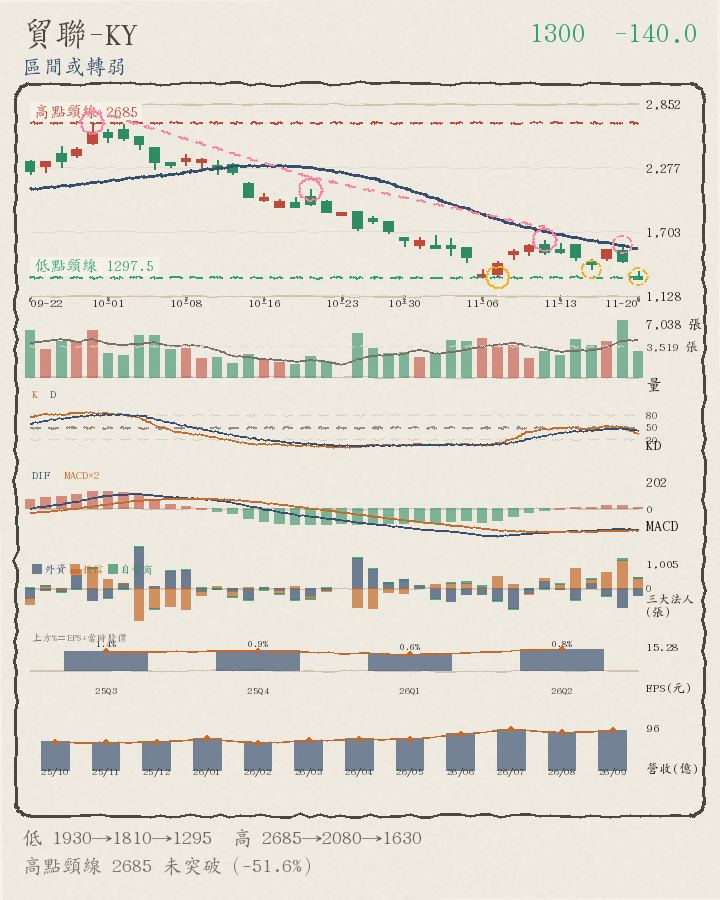 貿聯-KY
1300 -140.0
區間或轉弱
高點頸線 2685
2,852
2,277
1,703
1,128
低點頸線 1297.5
09-22 10-01 10-08 10-16 10-23 10-30 11-06 11-13 11-20
7,038 張
3,519 張
量
K D
80
50
20
KD
DIF MACD×2
202
0
MACD
外資 投信 自營商
1,005
0
三大法人
(張)
上方%=EPS÷當時股價
1.4% 0.9% 0.6% 0.8%
15.28
25Q3 25Q4 26Q1 26Q2
EPS(元)
96
25/10 25/11 25/12 26/01 26/02 26/03 26/04 26/05 26/06 26/07 26/08 26/09
營收(億)
低 1930→1810→1295 高 2685→2080→1630
高點頸線 2685 未突破 (-51.6%)